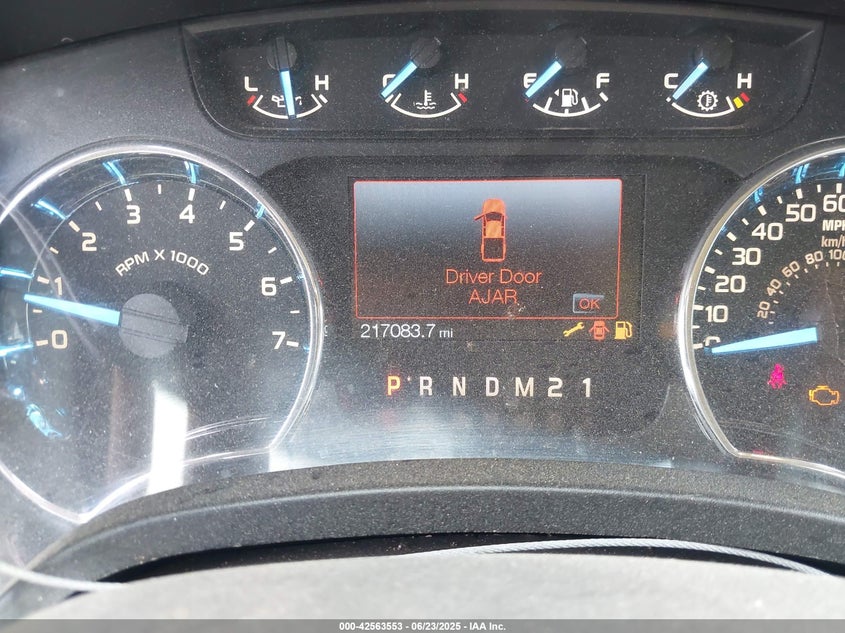 L H C H E F C H
1 2 3 4 5 6 7 0
RPM X 1000
Driver Door
AJAR
OK
217083.7 mi
P R N D M 2 1
10 20 30 40 50 60
MPH
km/h
20 40 60 80 100
000-42563553 - 06/23/2025 - IAA Inc.